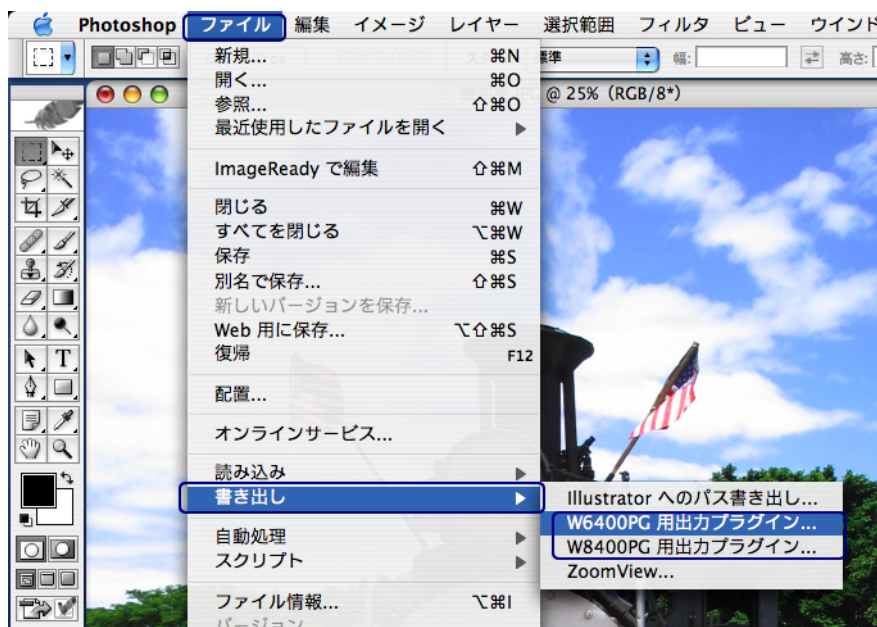 Photoshop ファイル 編集 イメージ レイヤー 選択範囲 フィルタ ビュー ウインド
標準 幅: 高さ:
@ 25% (RGB/8*)
新規... ⌘N
開く... ⌘O
参照... ⇧⌘O
最近使用したファイルを開く ▶
ImageReady で編集 ⇧⌘M
閉じる ⌘W
すべてを閉じる ⌥⌘W
保存 ⌘S
別名で保存... ⇧⌘S
新しいバージョンを保存...
Web 用に保存... ⌥⇧⌘S
復帰 F12
配置...
オンラインサービス...
読み込み ▶
書き出し ▶
Illustrator へのパス書き出し...
W6400PG 用出力プラグイン...
W8400PG 用出力プラグイン...
ZoomView...
自動処理 ▶
スクリプト ▶
ファイル情報... ⌥⌘I
バージョン